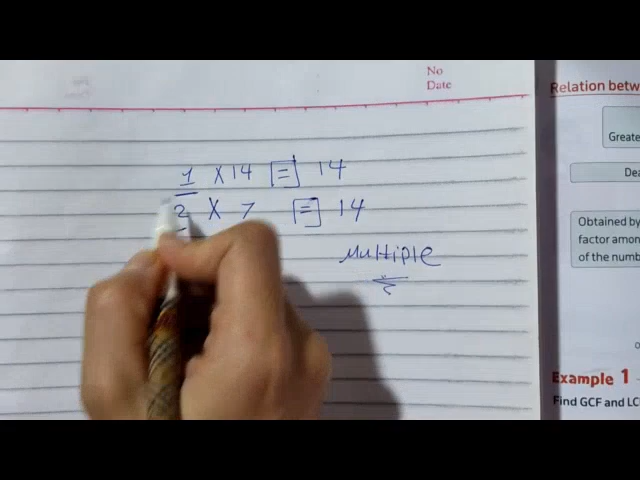 No
Date
1 x 14 = 14
2 x 7 = 14
Multiple
Relation betw
Greate
Dea
Obtained by
factor amon
of the numb
Example 1
Find GCF and LC